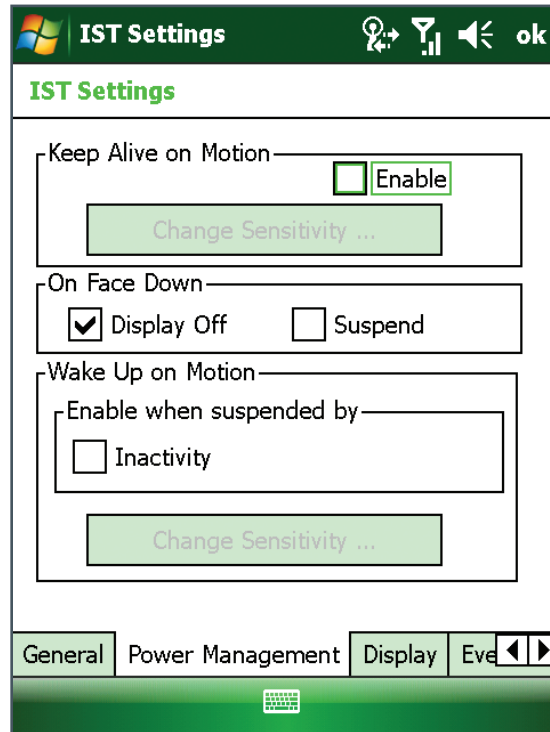 IST Settings
ok
IST Settings
Keep Alive on Motion
Enable
Change Sensitivity ...
On Face Down
Display Off
Suspend
Wake Up on Motion
Enable when suspended by
Inactivity
Change Sensitivity ...
General Power Management Display Eve